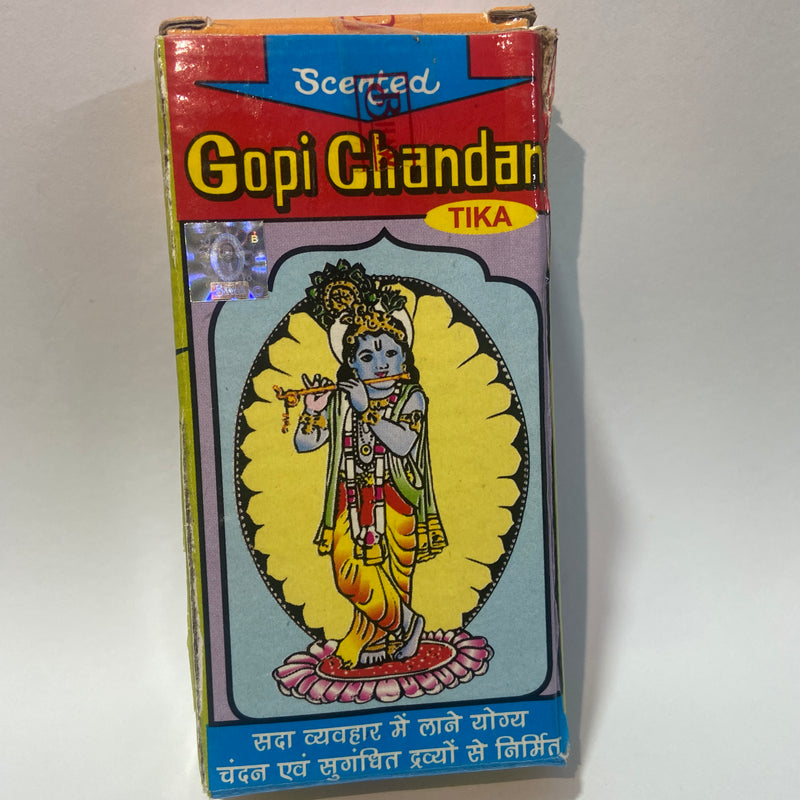 Scented
Gopi Chandan
TIKA
B
सदा व्यवहार में लाने योग्य
चंदन एवं सुगंधित द्रव्यों से निर्मित